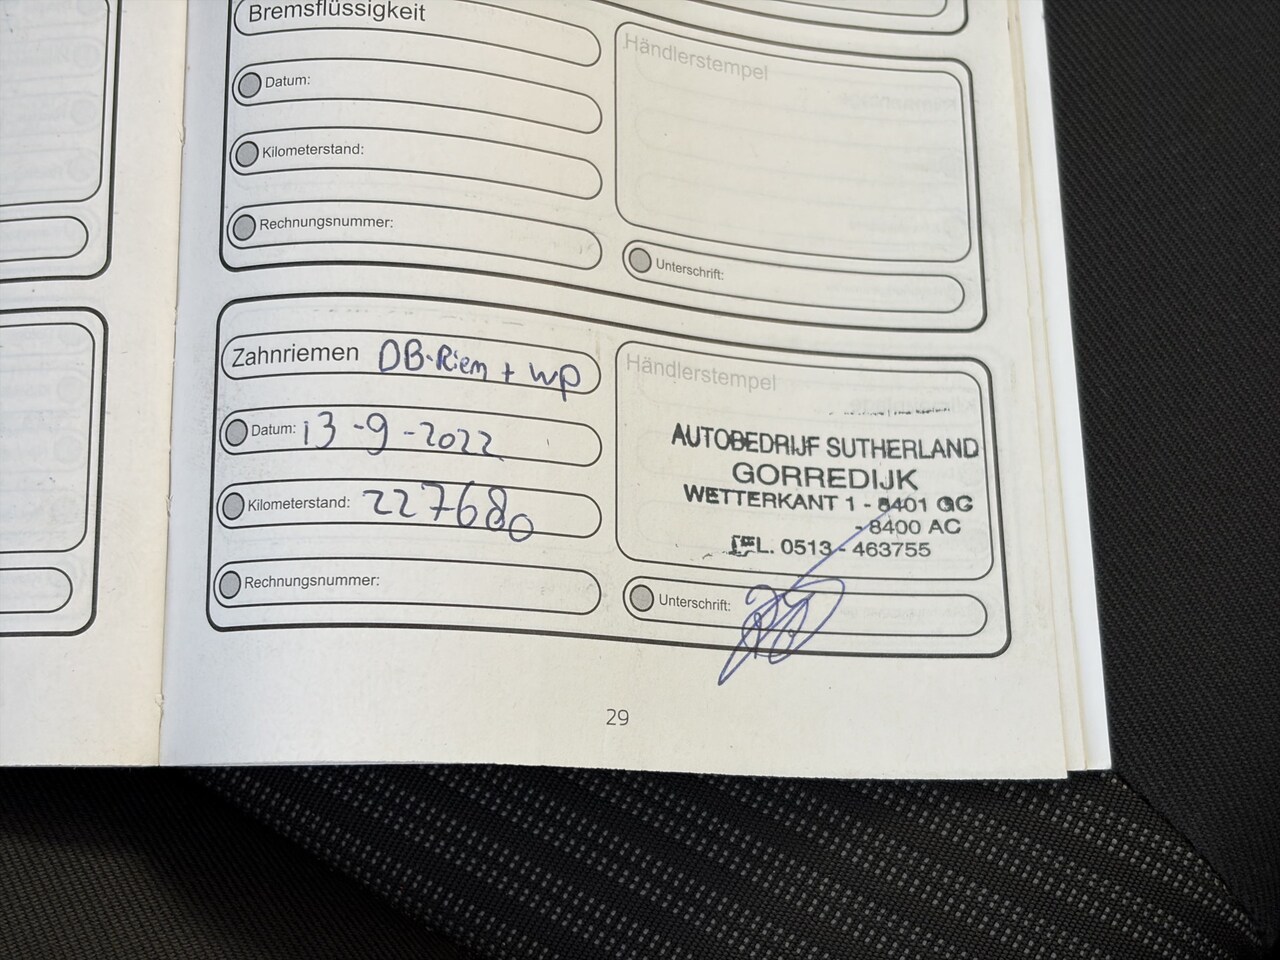 Bremsflüssigkeit
Händlerstempel
Datum:
Kilometerstand:
Rechnungsnummer:
Unterschrift:
Zahnriemen DB-Riem + WP
Händlerstempel
Datum: 13-9-2022
AUTOBEDRIJF SUTHERLAND
GORREDIJK
Kilometerstand: 227680
WETTERKANT 1 - 8401 GG
- 8400 AC
TEL. 0513 - 463755
Rechnungsnummer:
Unterschrift:
29